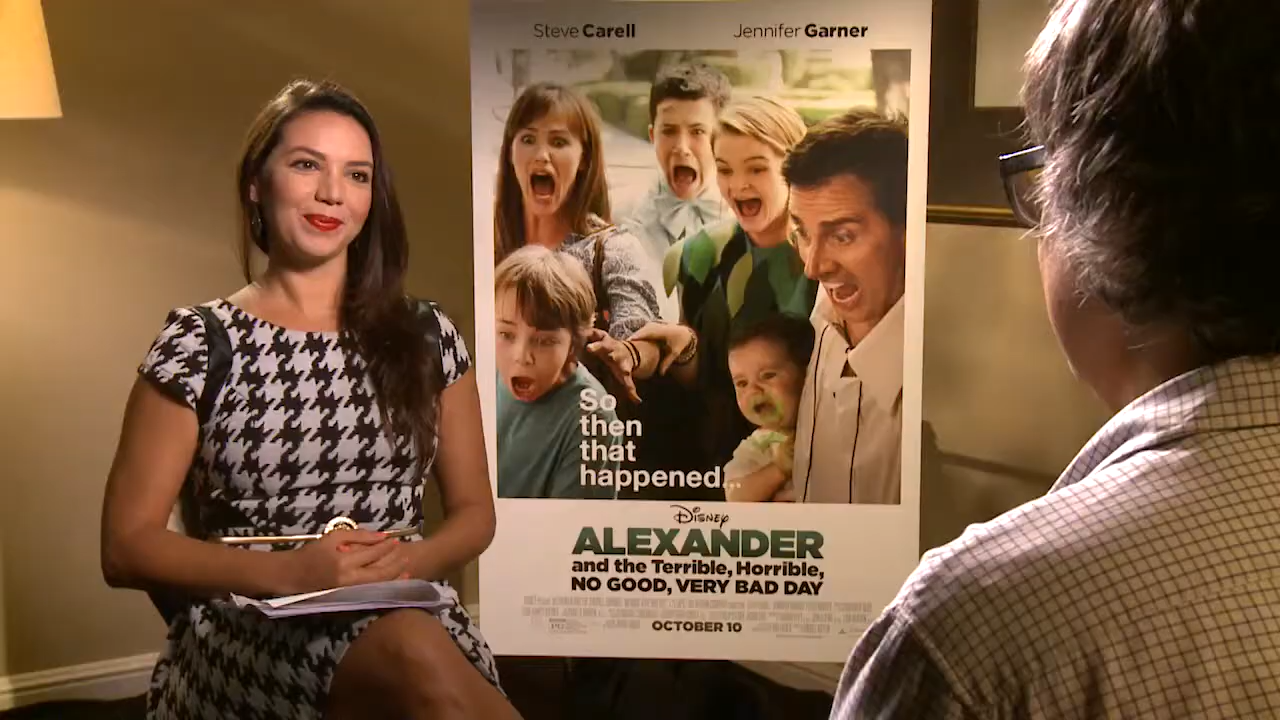 Steve Carell Jennifer Garner
So
then
that
happened...
Disney
ALEXANDER
and the Terrible, Horrible,
NO GOOD, VERY BAD DAY
PG
OCTOBER 10